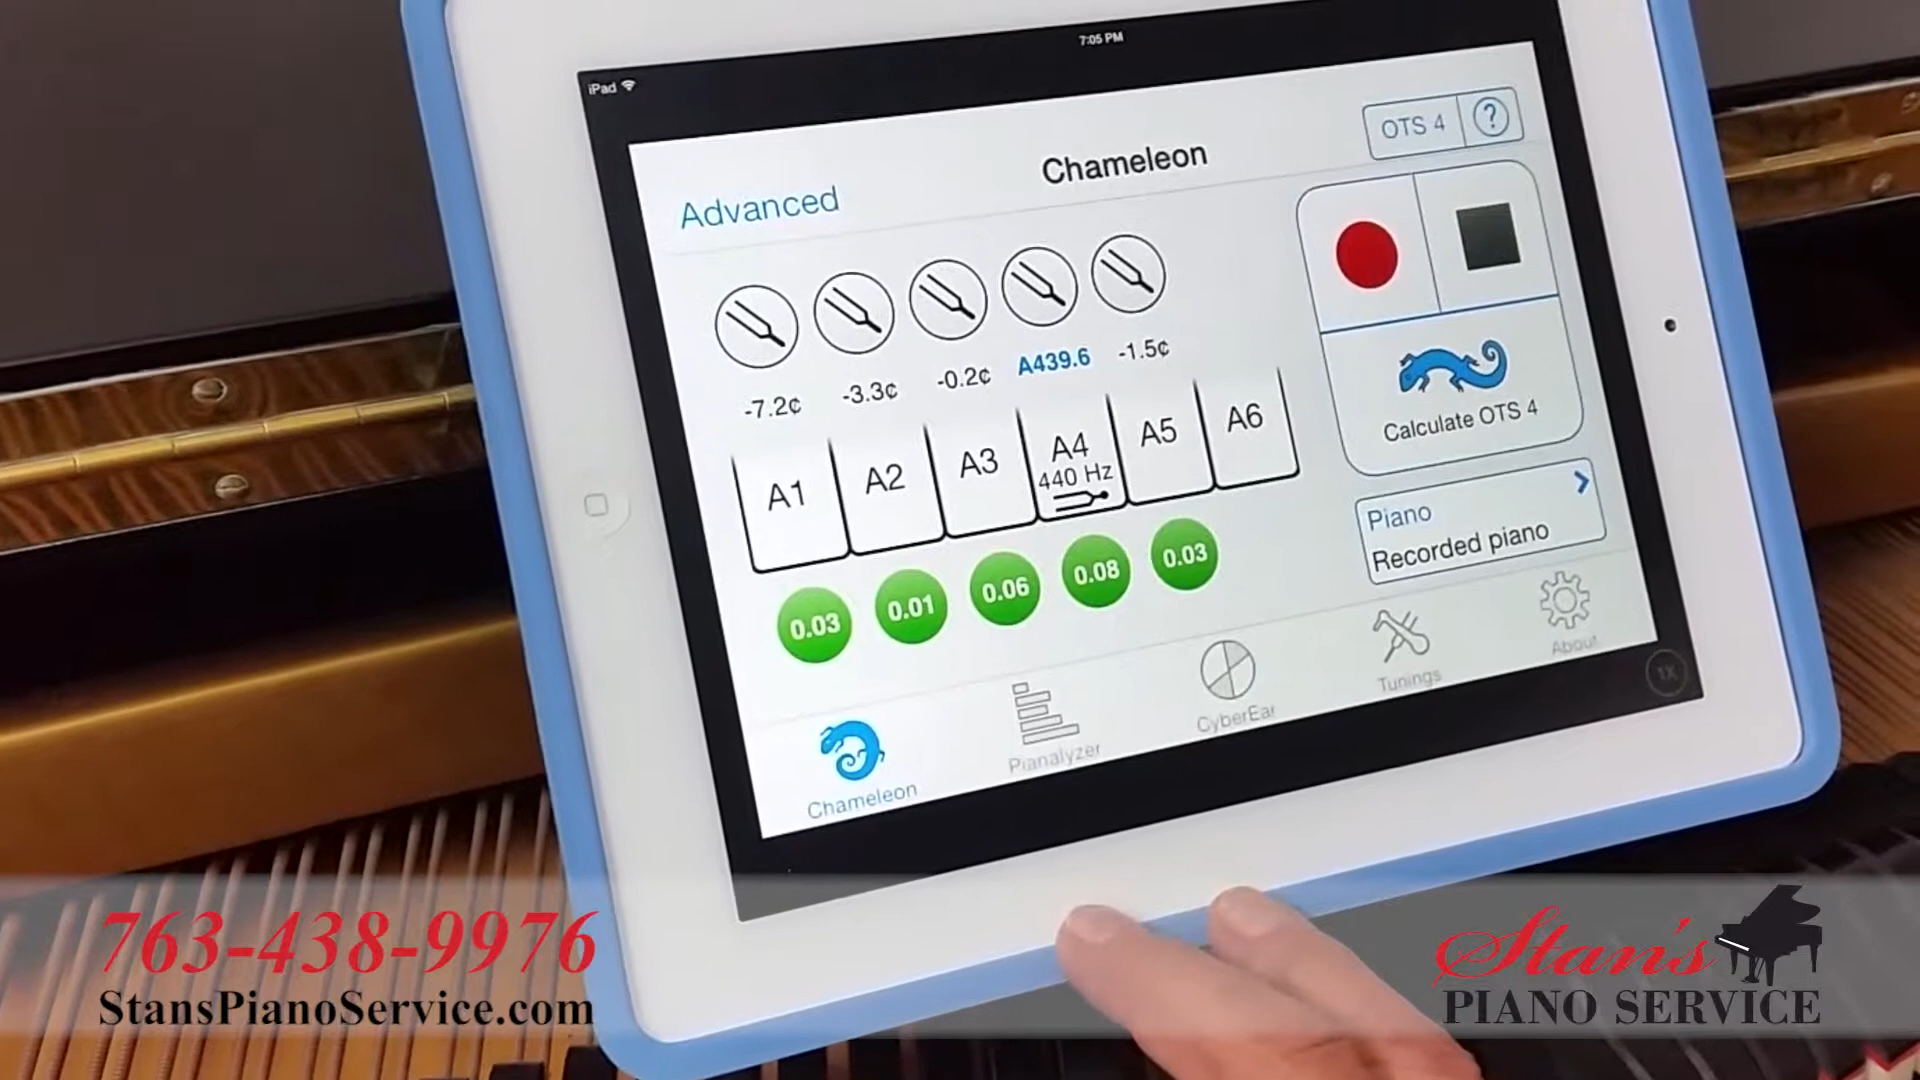 iPad
7:05 PM
OTS 4 ?
Chameleon
Advanced
-7.2¢ -3.3¢ -0.2¢ A439.6 -1.5¢
A1 A2 A3 A4 A5 A6
440 Hz
Calculate OTS 4
Piano
Recorded piano
0.03 0.01 0.06 0.08 0.03
Chameleon Pianalyzer CyberEar Tunings About
1X
763-438-9976
StansPianoService.com
Stan's
PIANO SERVICE